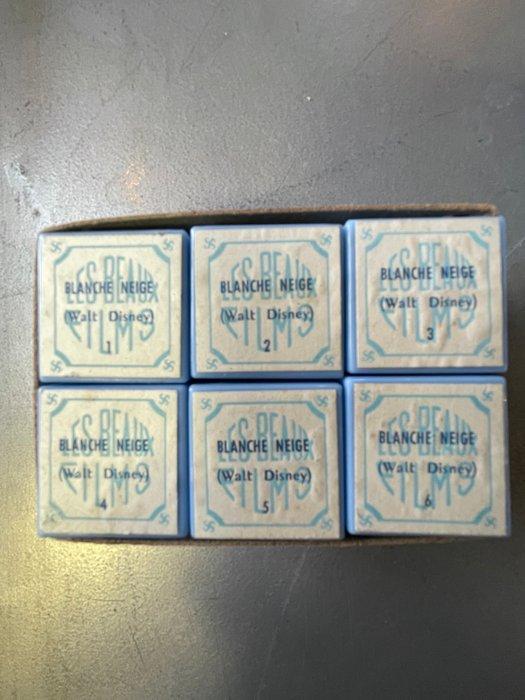 LES BEAUX
BLANCHE NEIGE
(Walt Disney)
FILMS
1
LES BEAUX
BLANCHE NEIGE
(Walt Disney)
FILMS
2
LES BEAUX
BLANCHE NEIGE
(Walt Disney)
FILMS
3
LES BEAUX
BLANCHE NEIGE
(Walt Disney)
FILMS
4
LES BEAUX
BLANCHE NEIGE
(Walt Disney)
FILMS
5
LES BEAUX
BLANCHE NEIGE
(Walt Disney)
FILMS
6